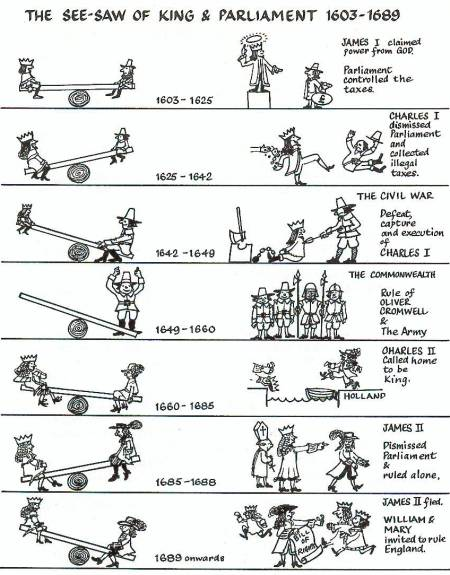 THE SEE-SAW OF KING & PARLIAMENT 1603-1689
JAMES I claimed
power from GOD.
Parliament
controlled the
taxes.
1603-1625
CHARLES I
dismissed
Parliament
and
collected
illegal
taxes.
1625-1642
THE CIVIL WAR
Defeat,
capture
and execution
of
CHARLES I
1642-1649
THE COMMONWEALTH
Rule of
OLIVER
CROMWELL
&
The Army
1649-1660
CHARLES II
Called home
to be
King.
HOLLAND
1660-1685
JAMES II
Dismissed
Parliament
&
ruled alone,
1685-1688
JAMES II fled.
WILLIAM &
MARY
invited to rule
England.
BILL
OF
RIGHTS
1689 onwards